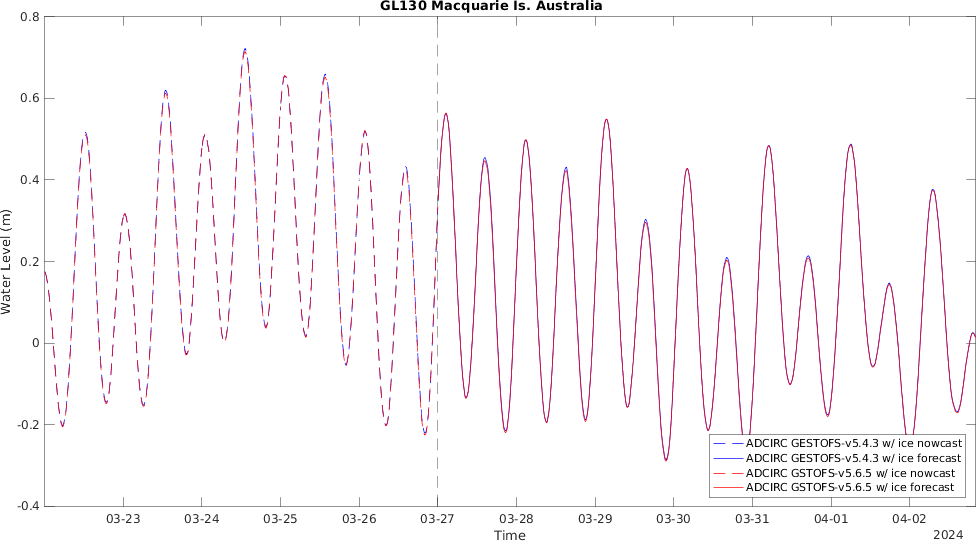 GL130 Macquarie Is. Australia
0.8
0.6
0.4
0.2
0
-0.2
-0.4
Water Level (m)
ADCIRC GESTOFS-v5.4.3 w/ ice nowcast
ADCIRC GESTOFS-v5.4.3 w/ ice forecast
ADCIRC GSTOFS-v5.6.5 w/ ice nowcast
ADCIRC GSTOFS-v5.6.5 w/ ice forecast
03-23 03-24 03-25 03-26 03-27 03-28 03-29 03-30 03-31 04-01 04-02
Time
2024